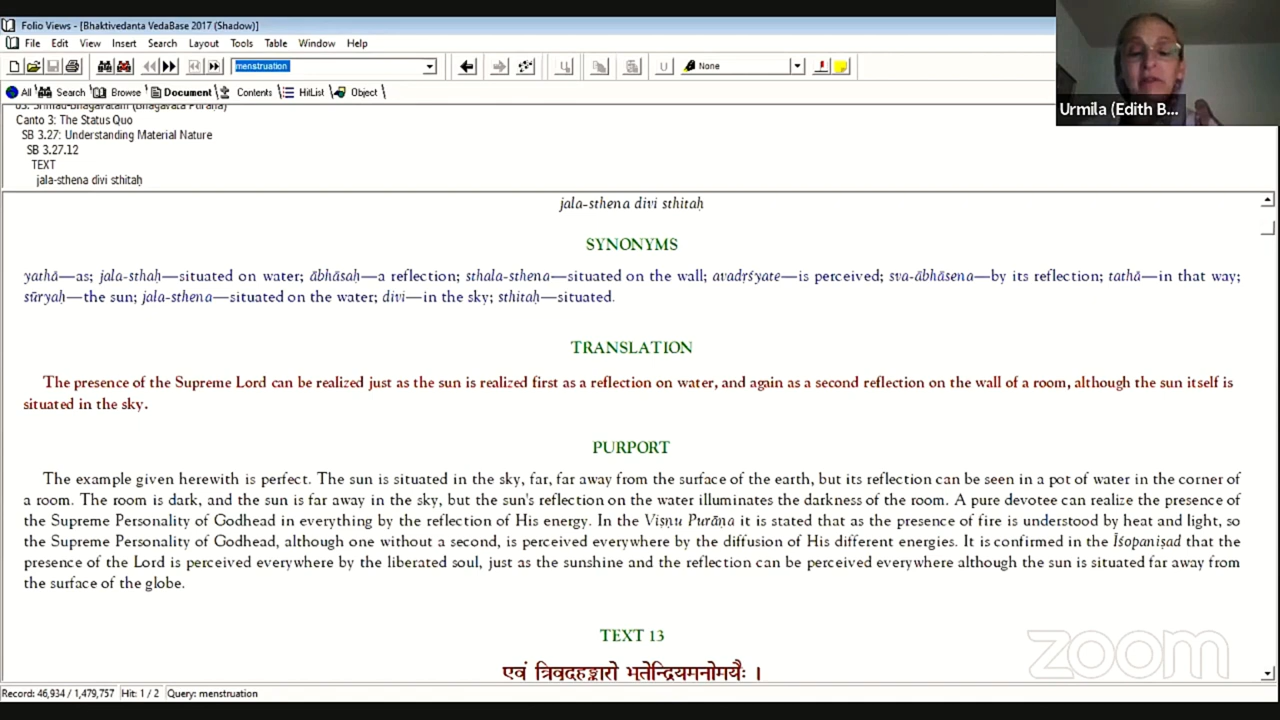 Folio Views - [Bhaktivedanta VedaBase 2017 (Shadow)]
File Edit View Insert Search Layout Tools Table Window Help
menstruation
U
None
All Search Browse Document Contents HitList Object
Urmila (Edith B...
03. Srimad-Bhagavatam (Bhagavata Purana)
Canto 3: The Status Quo
SB 3.27: Understanding Material Nature
SB 3.27.12
TEXT
jala-sthena divi sthitaḥ
jala-sthena divi sthitaḥ
SYNONYMS
yathā—as; jala-sthaḥ—situated on water; ābhāsaḥ—a reflection; sthala-sthena—situated on the wall; avadṛśyate—is perceived; sva-ābhāsena—by its reflection; tathā—in that way;
sūryaḥ—the sun; jala-sthena—situated on the water; divi—in the sky; sthitaḥ—situated.
TRANSLATION
The presence of the Supreme Lord can be realized just as the sun is realized first as a reflection on water, and again as a second reflection on the wall of a room, although the sun itself is
situated in the sky.
PURPORT
The example given herewith is perfect. The sun is situated in the sky, far, far away from the surface of the earth, but its reflection can be seen in a pot of water in the corner of
a room. The room is dark, and the sun is far away in the sky, but the sun's reflection on the water illuminates the darkness of the room. A pure devotee can realize the presence of
the Supreme Personality of Godhead in everything by the reflection of His energy. In the Viṣṇu Purāṇa it is stated that as the presence of fire is understood by heat and light, so
the Supreme Personality of Godhead, although one without a second, is perceived everywhere by the diffusion of His different energies. It is confirmed in the Īśopaniṣad that the
presence of the Lord is perceived everywhere by the liberated soul, just as the sunshine and the reflection can be perceived everywhere although the sun is situated far away from
the surface of the globe.
TEXT 13
एवं त्रिवृदहङ्कारो भूतेन्द्रियमनोमयैः ।
zoom
Record: 46,934 / 1,479,757 Hit: 1 / 2 Query: menstruation